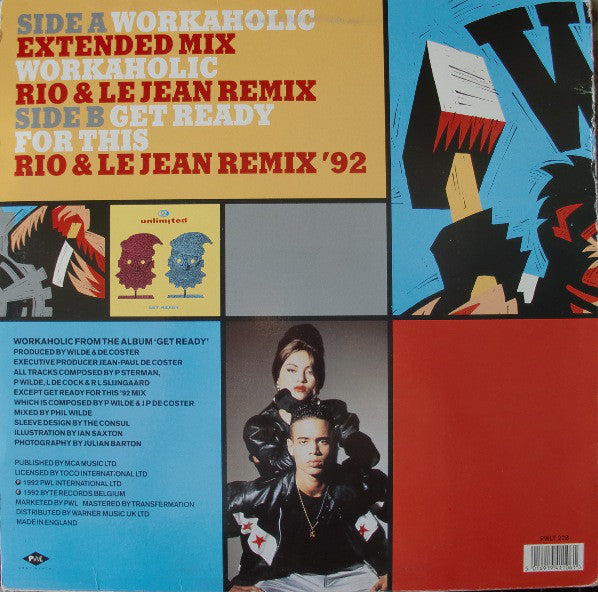 SIDE A WORKAHOLIC
EXTENDED MIX
WORKAHOLIC
RIO & LE JEAN REMIX
SIDE B GET READY
FOR THIS
RIO & LE JEAN REMIX '92
W
2
unlimited
GET READY
WORKAHOLIC FROM THE ALBUM 'GET READY'
PRODUCED BY WILDE & DE COSTER
EXECUTIVE PRODUCER JEAN-PAUL DE COSTER
ALL TRACKS COMPOSED BY P STERMAN,
P WILDE, L DE COCK & R L SLIJNGAARD
EXCEPT GET READY FOR THIS '92 MIX
WHICH IS COMPOSED BY P WILDE & J P DE COSTER
MIXED BY PHIL WILDE
SLEEVE DESIGN BY THE CONSUL
ILLUSTRATION BY IAN SAXTON
PHOTOGRAPHY BY JULIAN BARTON
PUBLISHED BY MCA MUSIC LTD
LICENSED BY TOCO INTERNATIONAL LTD
℗ 1992 PWL INTERNATIONAL LTD
℗ 1992 BYTE RECORDS BELGIUM
MARKETED BY PWL MASTERED BY TRANSFERMATION
DISTRIBUTED BY WARNER MUSIC UK LTD
MADE IN ENGLAND
PWL
PWLT 228